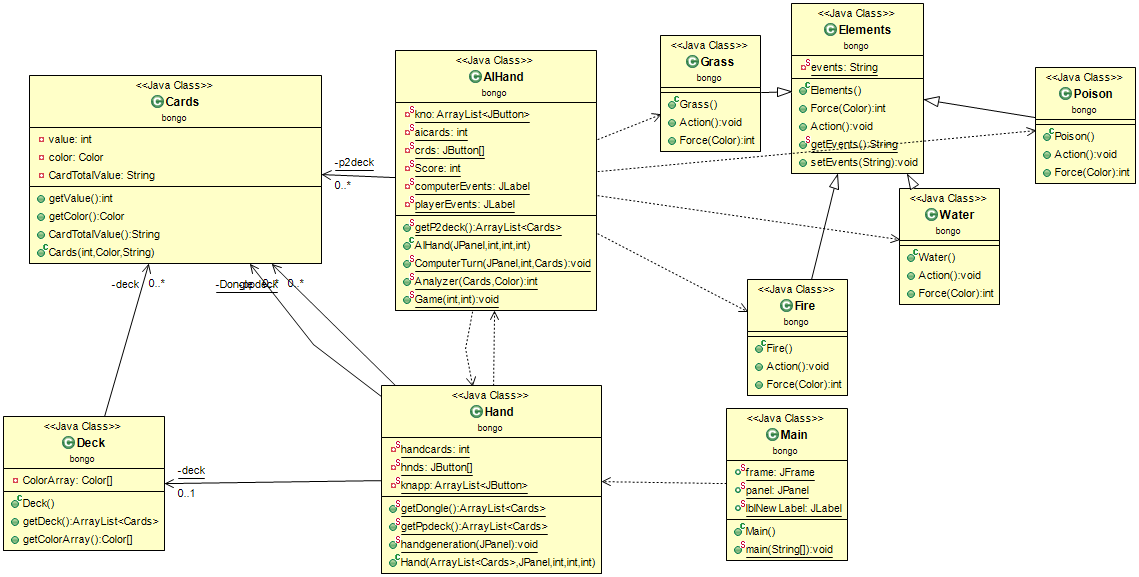 <<Java Class>>
Cards
bongo
value: int
color: Color
CardTotalValue: String
getValue():int
getColor():Color
CardTotalValue():String
Cards(int,Color,String)
<<Java Class>>
AIHand
bongo
kno: ArrayList<JButton>
aicards: int
crds: JButton[]
Score: int
computerEvents: JLabel
playerEvents: JLabel
getP2deck():ArrayList<Cards>
AIHand(JPanel,int,int,int)
ComputerTurn(JPanel,int,Cards):void
Analyzer(Cards,Color):int
Game(int,int):void
-p2deck
0..*
<<Java Class>>
Grass
bongo
Grass()
Action():void
Force(Color):int
<<Java Class>>
Elements
bongo
events: String
Elements()
Force(Color):int
Action():void
getEvents():String
setEvents(String):void
<<Java Class>>
Poison
bongo
Poison()
Action():void
Force(Color):int
<<Java Class>>
Water
bongo
Water()
Action():void
Force(Color):int
<<Java Class>>
Fire
bongo
Fire()
Action():void
Force(Color):int
-deck 0..*
0..*
<<Java Class>>
Deck
bongo
ColorArray: Color[]
Deck()
getDeck():ArrayList<Cards>
getColorArray():Color[]
-deck
0..1
<<Java Class>>
Hand
bongo
handcards: int
hnds: JButton[]
knapp: ArrayList<JButton>
getDongle():ArrayList<Cards>
getPpdeck():ArrayList<Cards>
handgeneration(JPanel):void
Hand(ArrayList<Cards>,JPanel,int,int,int)
<<Java Class>>
Main
bongo
frame: JFrame
panel: JPanel
lblNewLabel: JLabel
Main()
main(String[]):void